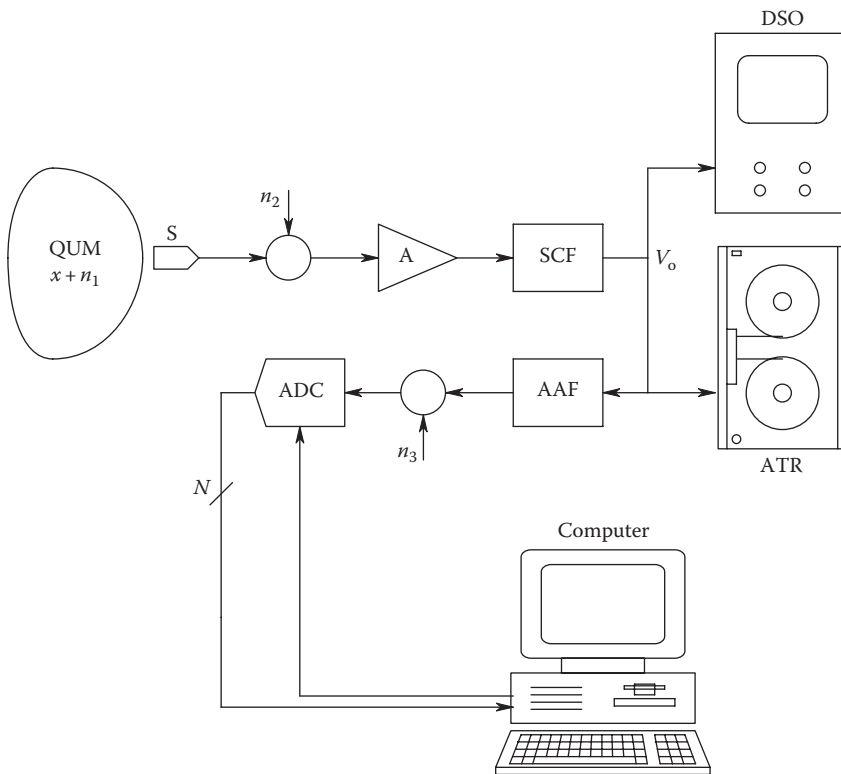 DSO
S
n₂
QUM
x + n₁
A
SCF
Vₒ
ADC
AAF
n₃
ATR
N
Computer